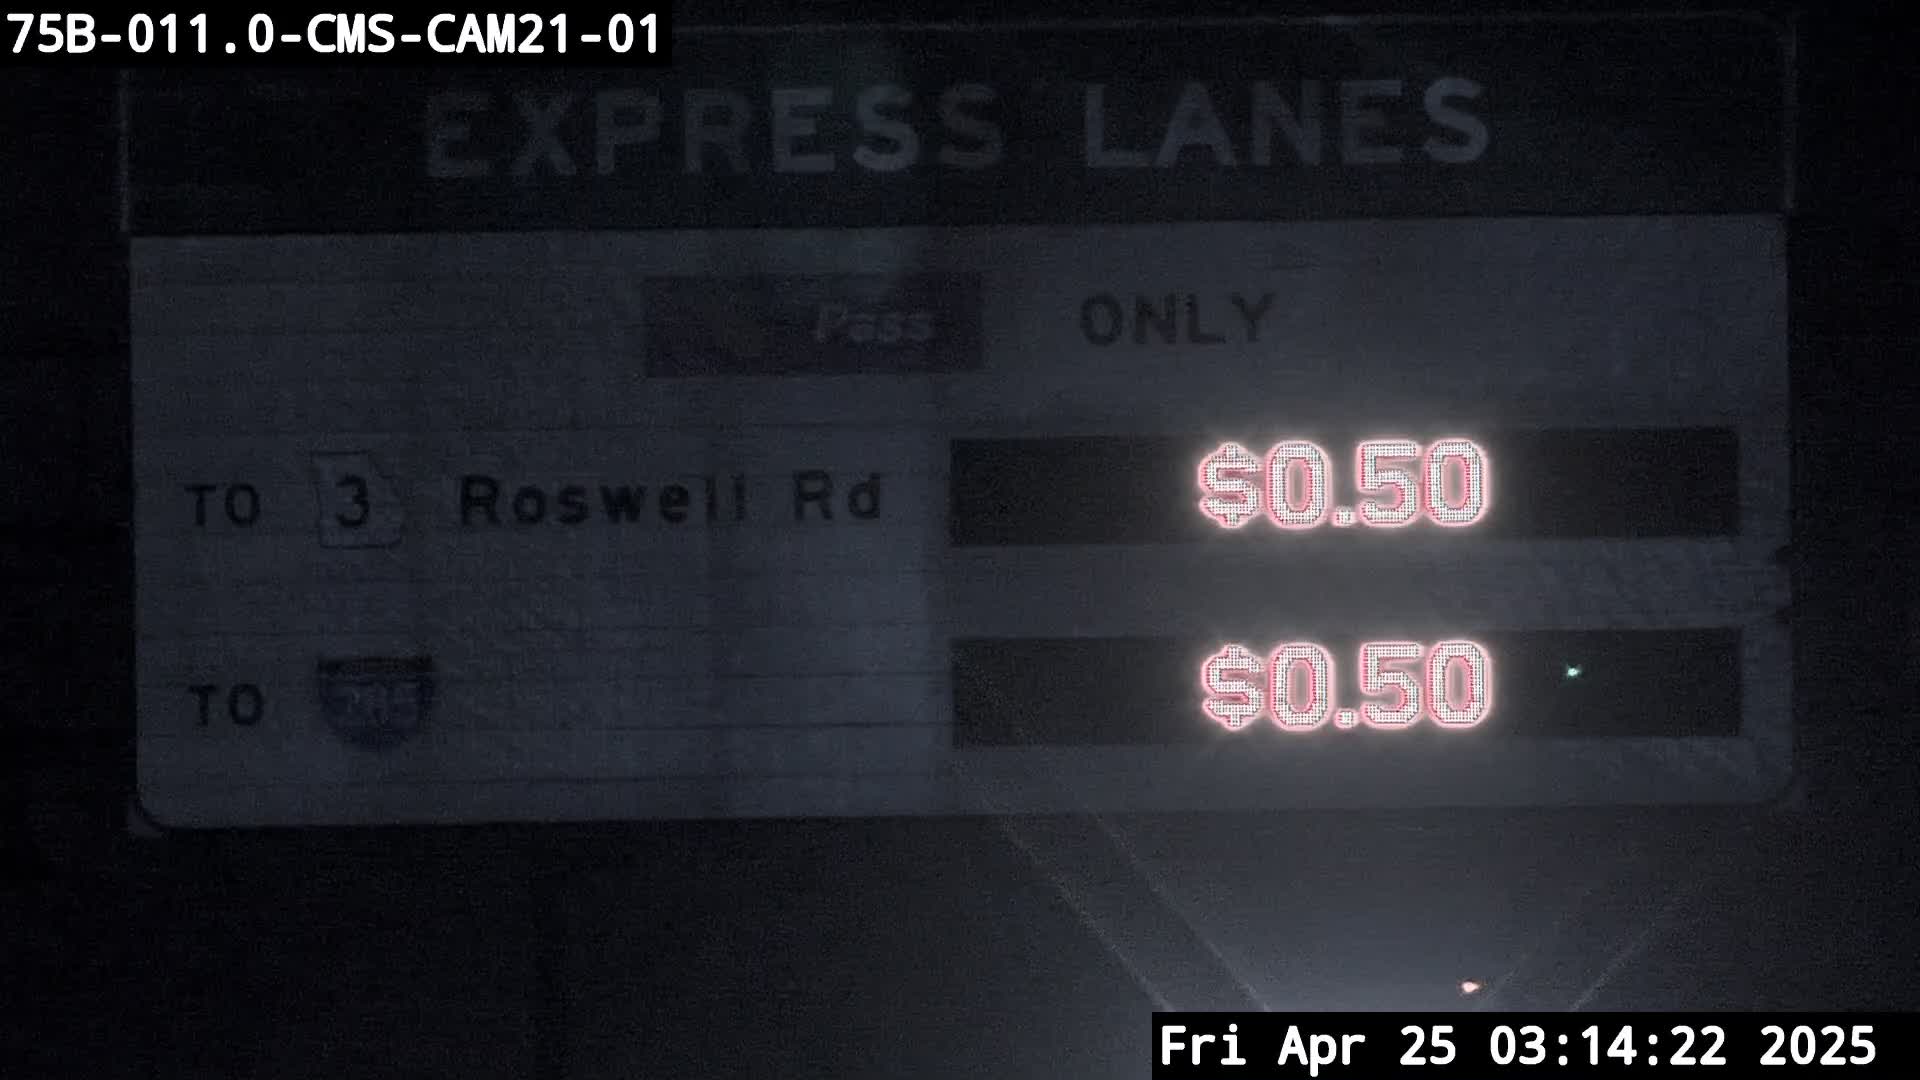 75B-011.0-CMS-CAM21-01
EXPRESS LANES
Pass ONLY
TO 3 Roswell Rd $0.50
TO 285 $0.50
Fri Apr 25 03:14:22 2025